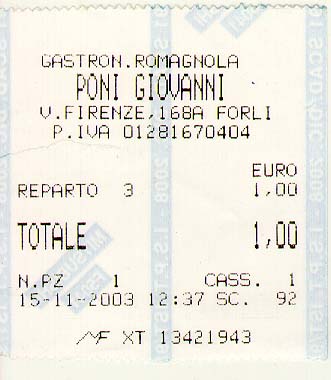 GASTRON.ROMAGNOLA
PONI GIOVANNI
V.FIRENZE,168A FORLI
P.IVA 01281670404
EURO
REPARTO 3 1,00
TOTALE 1,00
N.PZ 1 CASS. 1
15-11-2003 12:37 SC. 92
MF XT 13421943